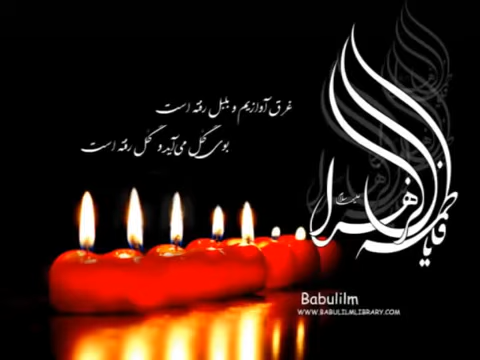 غرق آوازیم و بلبل رفته است
بوی گل می‌آید و گل رفته است
یا فاطمة الزهرا
Babulilm
WWW.BABULILMLIBRARY.COM